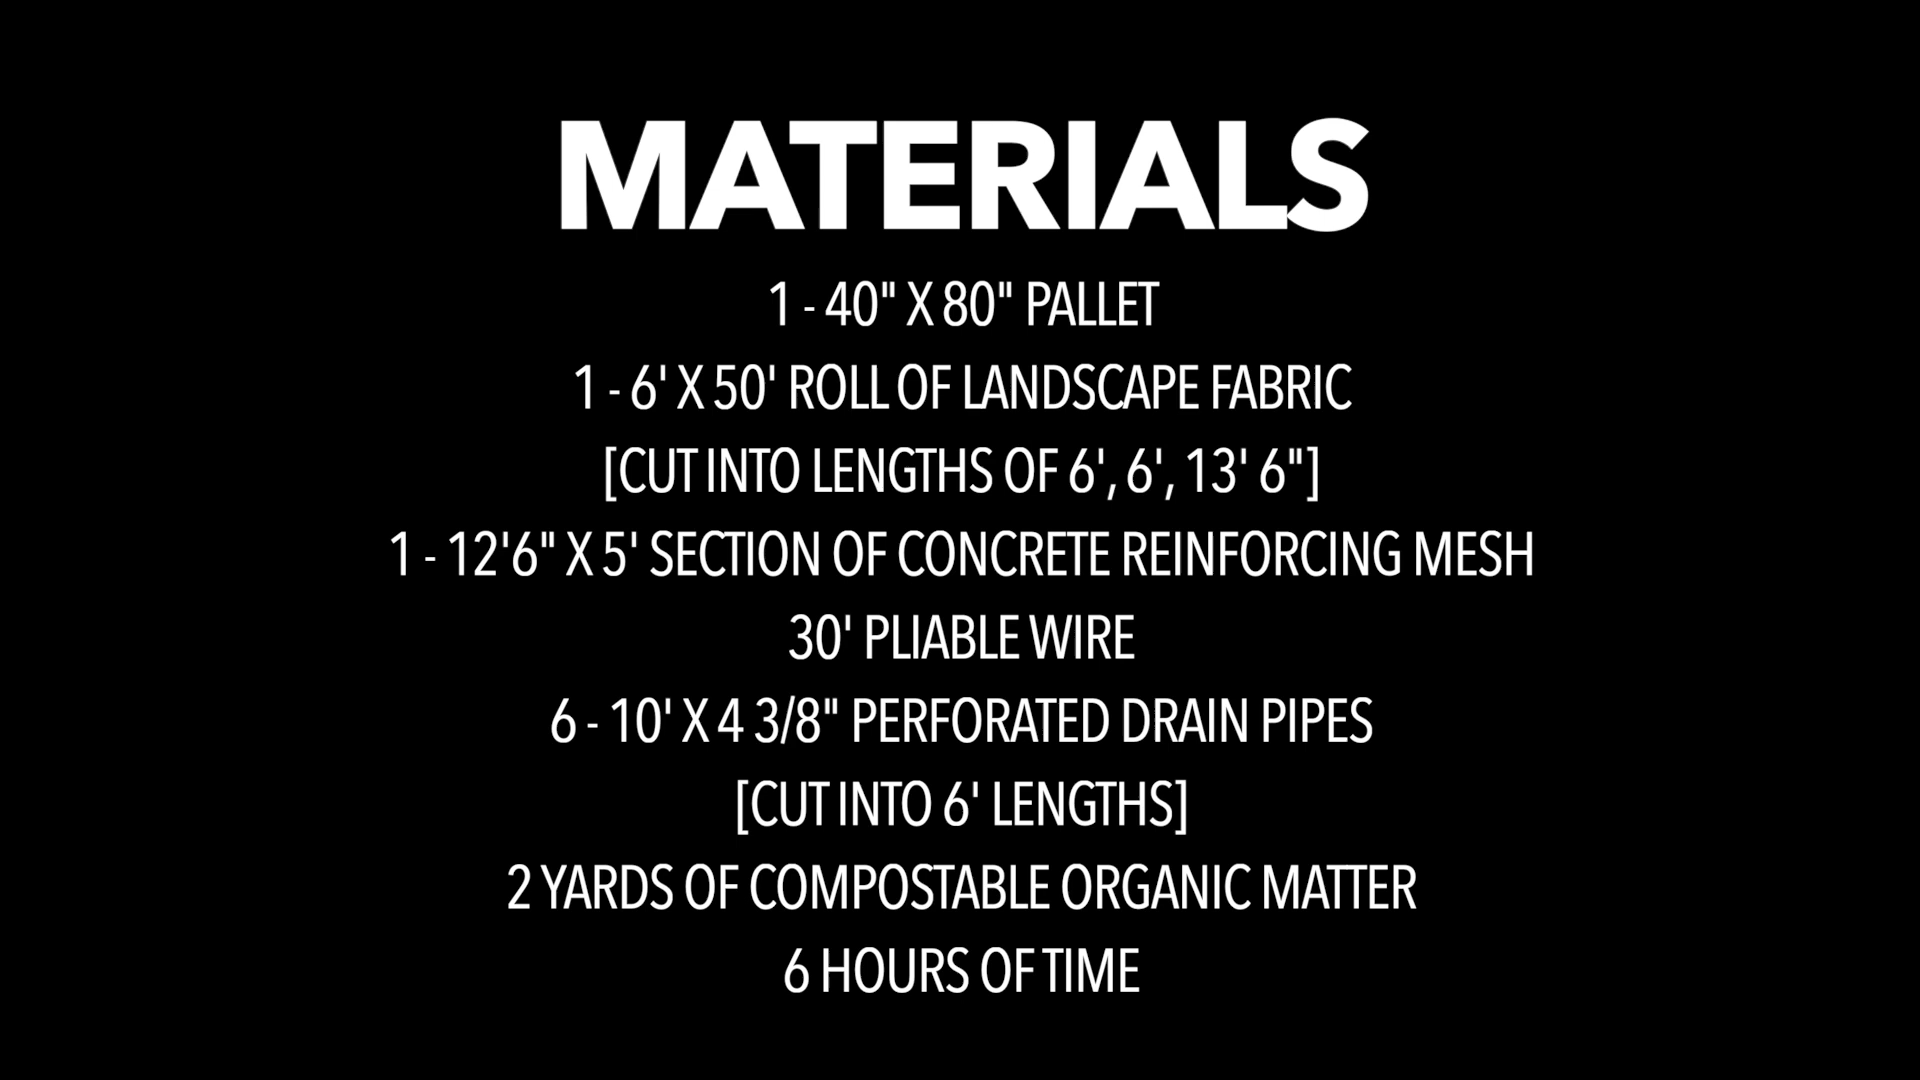 MATERIALS
1 - 40" X 80" PALLET
1 - 6' X 50' ROLL OF LANDSCAPE FABRIC
[CUT INTO LENGTHS OF 6', 6', 13' 6"]
1 - 12'6" X 5' SECTION OF CONCRETE REINFORCING MESH
30' PLIABLE WIRE
6 - 10' X 4 3/8" PERFORATED DRAIN PIPES
[CUT INTO 6' LENGTHS]
2 YARDS OF COMPOSTABLE ORGANIC MATTER
6 HOURS OF TIME